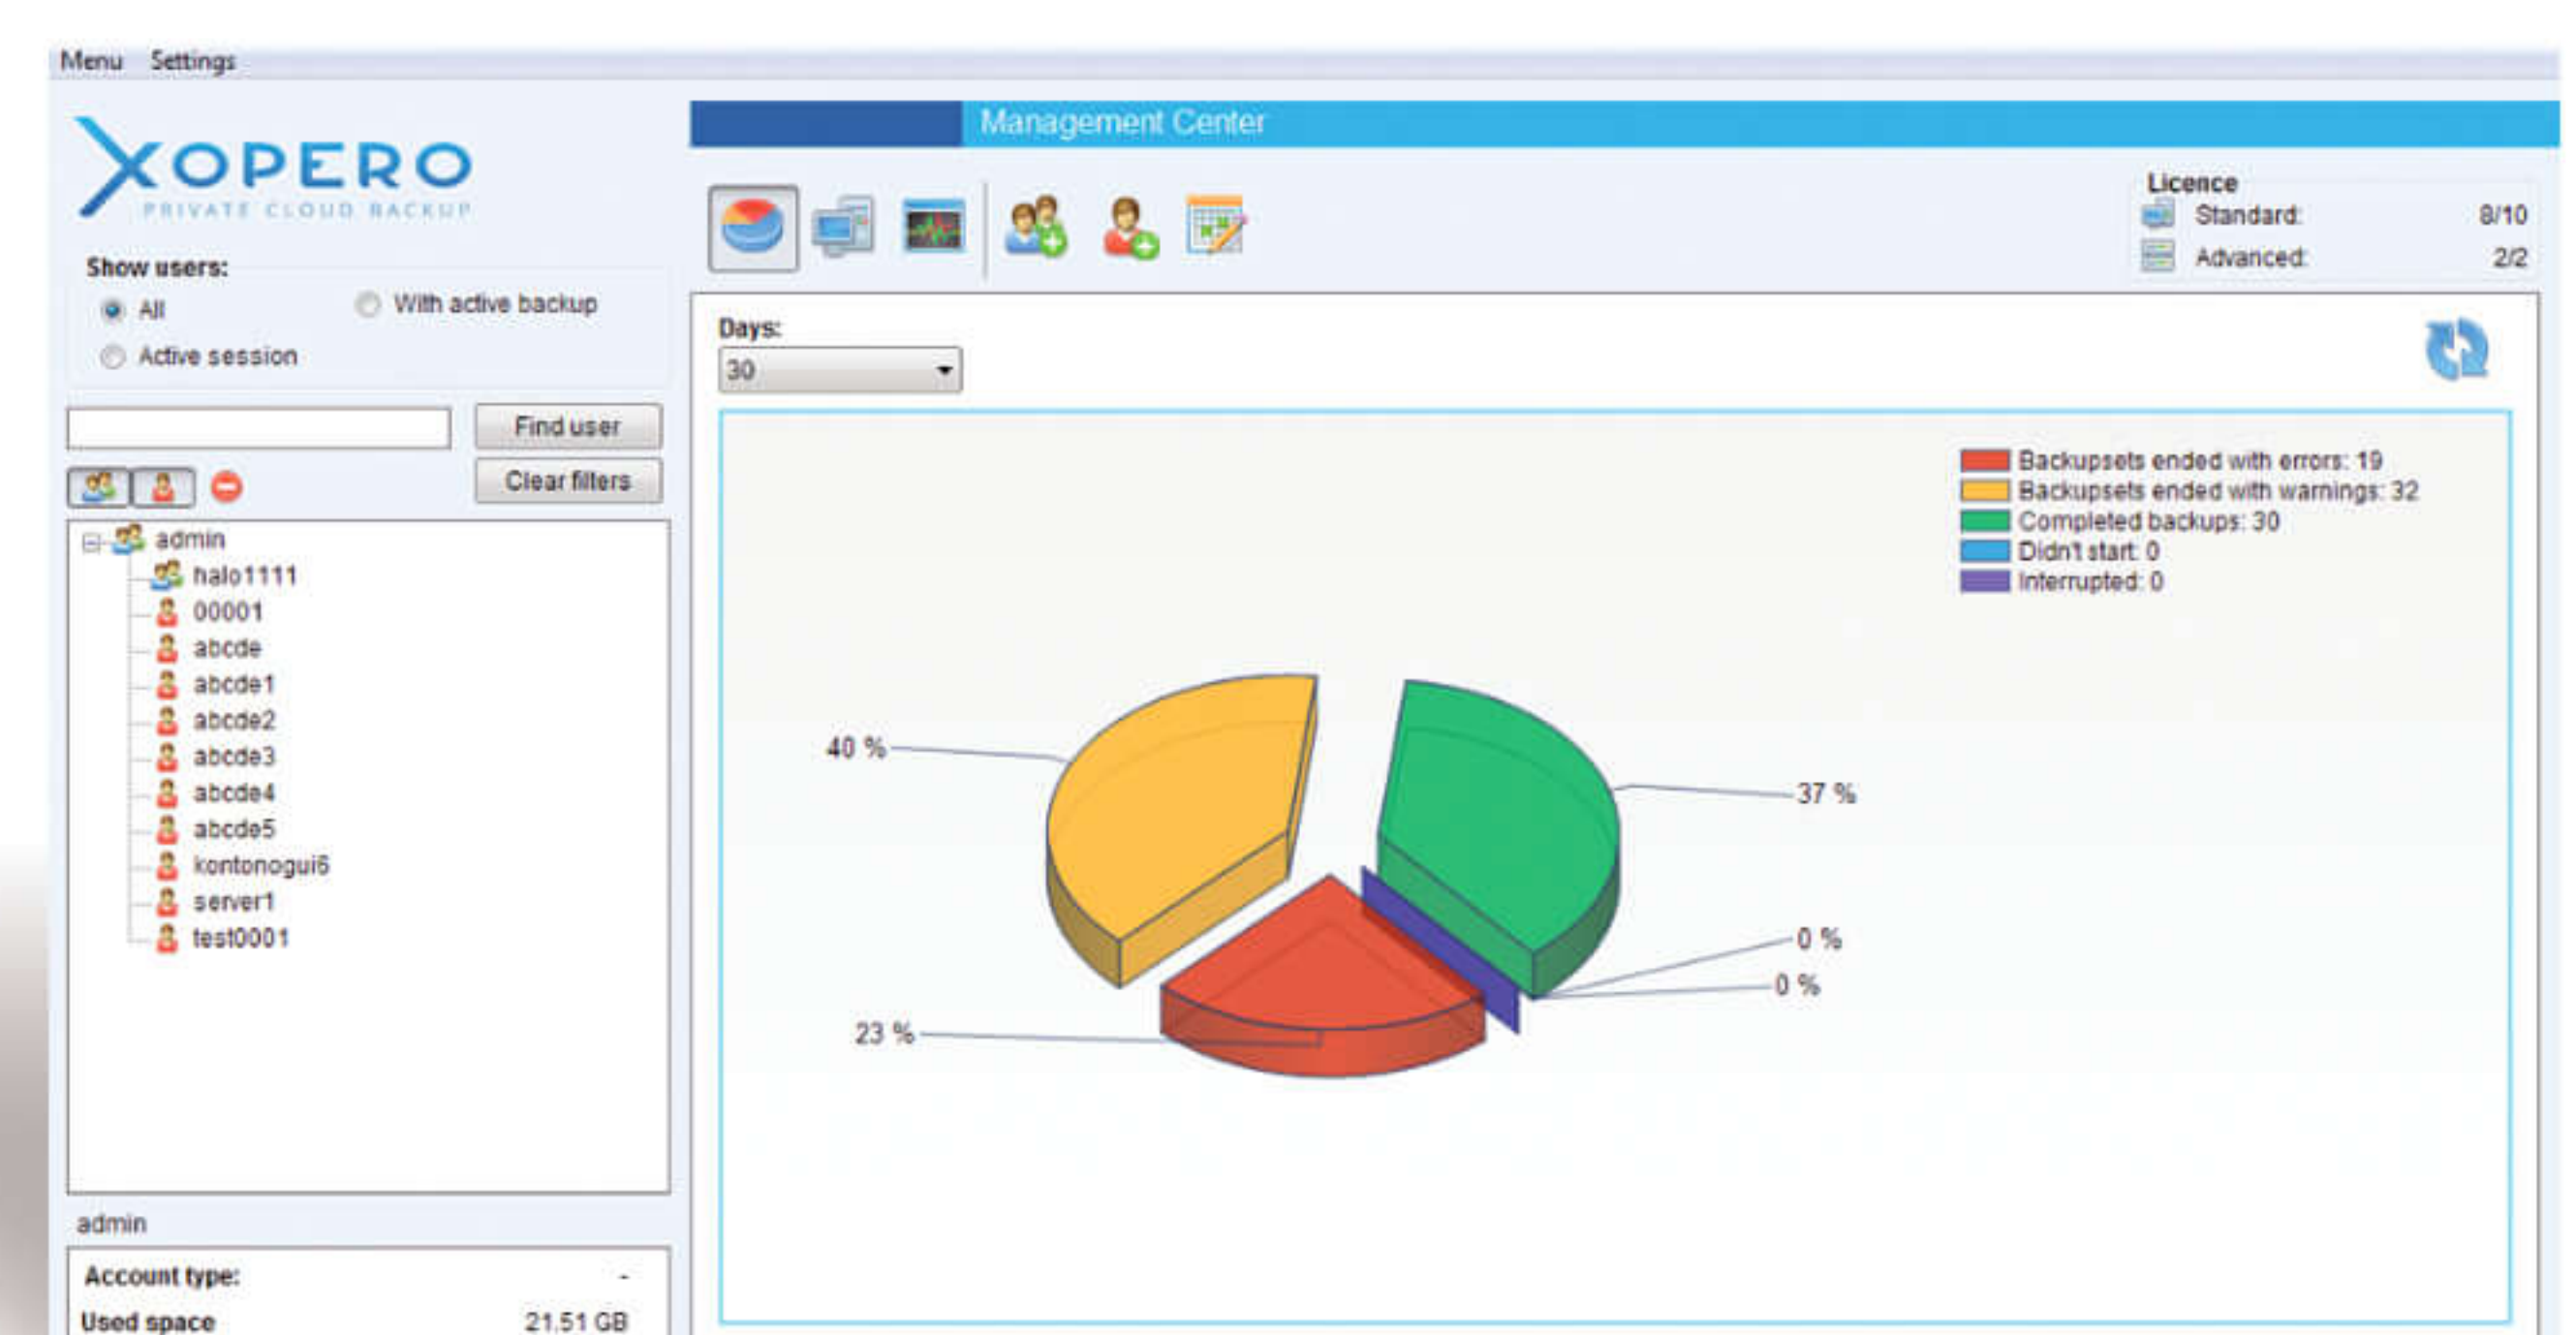 Menu Settings
XOPERO
PRIVATE CLOUD BACKUP
Show users:
All
With active backup
Active session
Find user
Clear filters
admin
halo1111
00001
abcde
abcde1
abcde2
abcde3
abcde4
abcde5
kontonogui6
server1
test0001
admin
Account type: -
Used space 21.51 GB
Management Center
Licence
Standard: 8/10
Advanced: 2/2
Days:
30
Backupsets ended with errors: 19
Backupsets ended with warnings: 32
Completed backups: 30
Didn't start: 0
Interrupted: 0
40 %
37 %
0 %
0 %
23 %